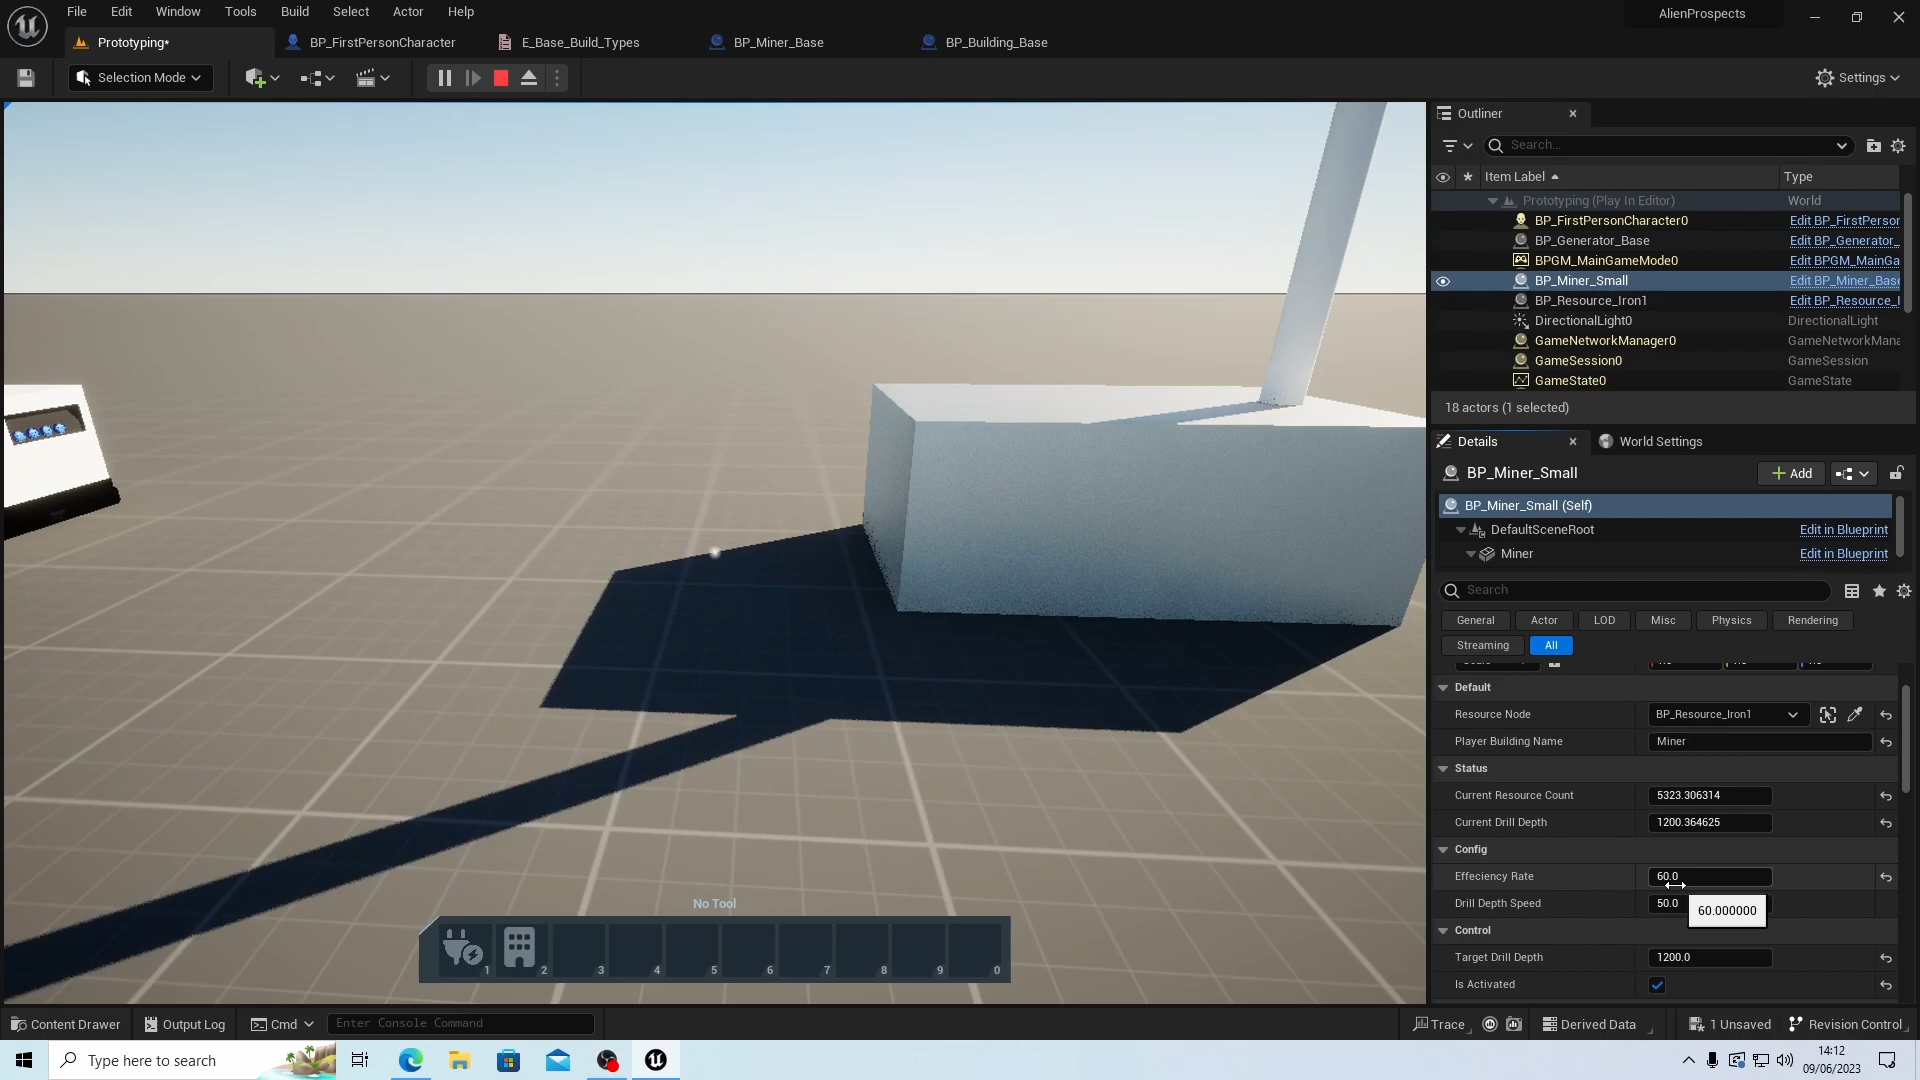 File Edit Window Tools Build Select Actor Help
AlienProspects
Prototyping* BP_FirstPersonCharacter E_Base_Build_Types BP_Miner_Base BP_Building_Base
Selection Mode
Settings
Outliner
Search...
Item Label Type
Prototyping (Play In Editor) World
BP_FirstPersonCharacter0 Edit BP_FirstPerson
BP_Generator_Base Edit BP_Generator_
BPGM_MainGameMode0 Edit BPGM_MainGa
BP_Miner_Small Edit BP_Miner_Base
BP_Resource_Iron1 Edit BP_Resource_I
DirectionalLight0 DirectionalLight
GameNetworkManager0 GameNetworkMana
GameSession0 GameSession
GameState0 GameState
18 actors (1 selected)
Details World Settings
BP_Miner_Small Add
BP_Miner_Small (Self)
DefaultSceneRoot Edit in Blueprint
Miner Edit in Blueprint
Search
General Actor LOD Misc Physics Rendering
Streaming All
Default
Resource Node BP_Resource_Iron1
Player Building Name Miner
Status
Current Resource Count 5323.306314
Current Drill Depth 1200.364625
Config
Effeciency Rate 60.0
Drill Depth Speed 50.0
60.000000
Control
Target Drill Depth 1200.0
Is Activated
No Tool
1 2 3 4 5 6 7 8 9 0
Content Drawer Output Log Cmd Enter Console Command Trace Derived Data 1 Unsaved Revision Control
Type here to search
14:12
09/06/2023